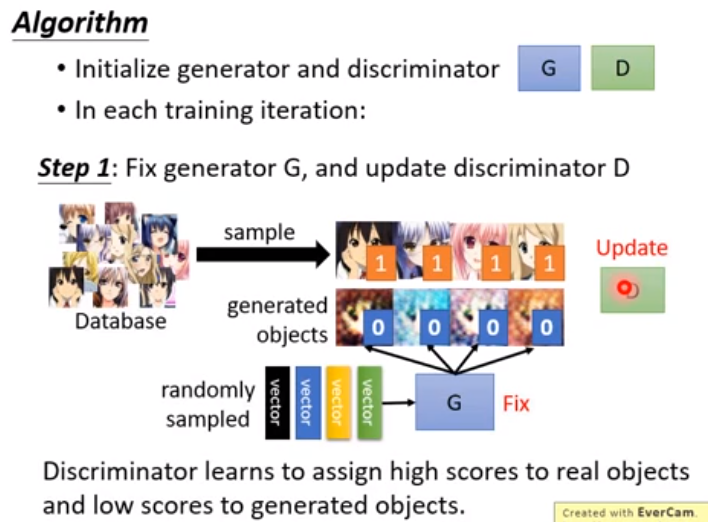 Algorithm
• Initialize generator and discriminator G D
• In each training iteration:
Step 1: Fix generator G, and update discriminator D
sample
1 1 1 1
Update
D
Database
generated
objects
0 0 0 0
randomly
sampled
vector vector vector vector
G
Fix
Discriminator learns to assign high scores to real objects
and low scores to generated objects.
Created with EverCam.